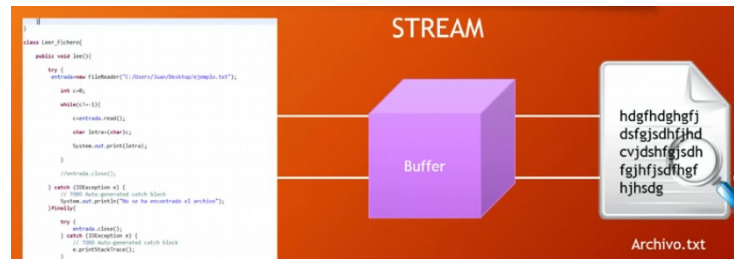 }
}
class Leer_Fichero{
public void lee(){
try {
entrada=new FileReader("C:/Users/Juan/Desktop/ejemplo.txt");
int c=0;
while(c!=-1){
c=entrada.read();
char letra=(char)c;
System.out.print(letra);
}
//entrada.close();
} catch (IOException e) {
// TODO Auto-generated catch block
System.out.println("No se ha encontrado el archivo");
}finally{
try {
entrada.close();
} catch (IOException e) {
// TODO Auto-generated catch block
e.printStackTrace();
}
STREAM
Buffer
hdgfhdghgfj
dsfgjsdhfjhd
cvjdshfgjsdh
fgjhfjsdfhgf
hjhsdg
Archivo.txt